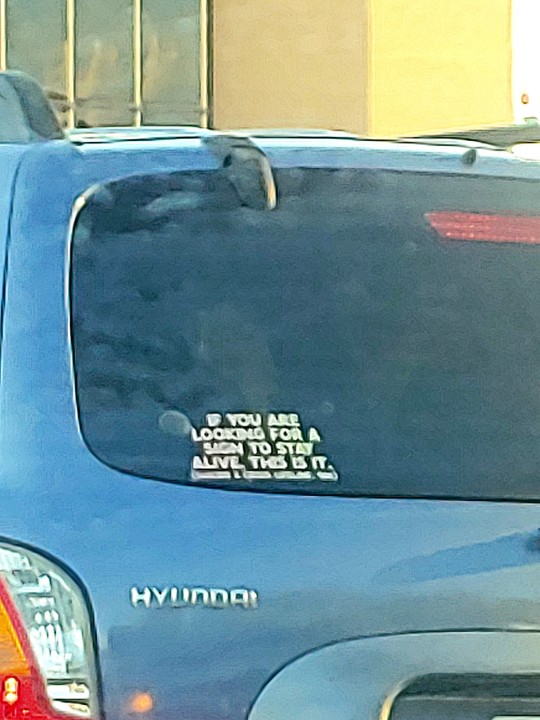 IF YOU ARE
LOOKING FOR A
SIGN TO STAY
ALIVE, THIS IS IT.
HYUNDAI